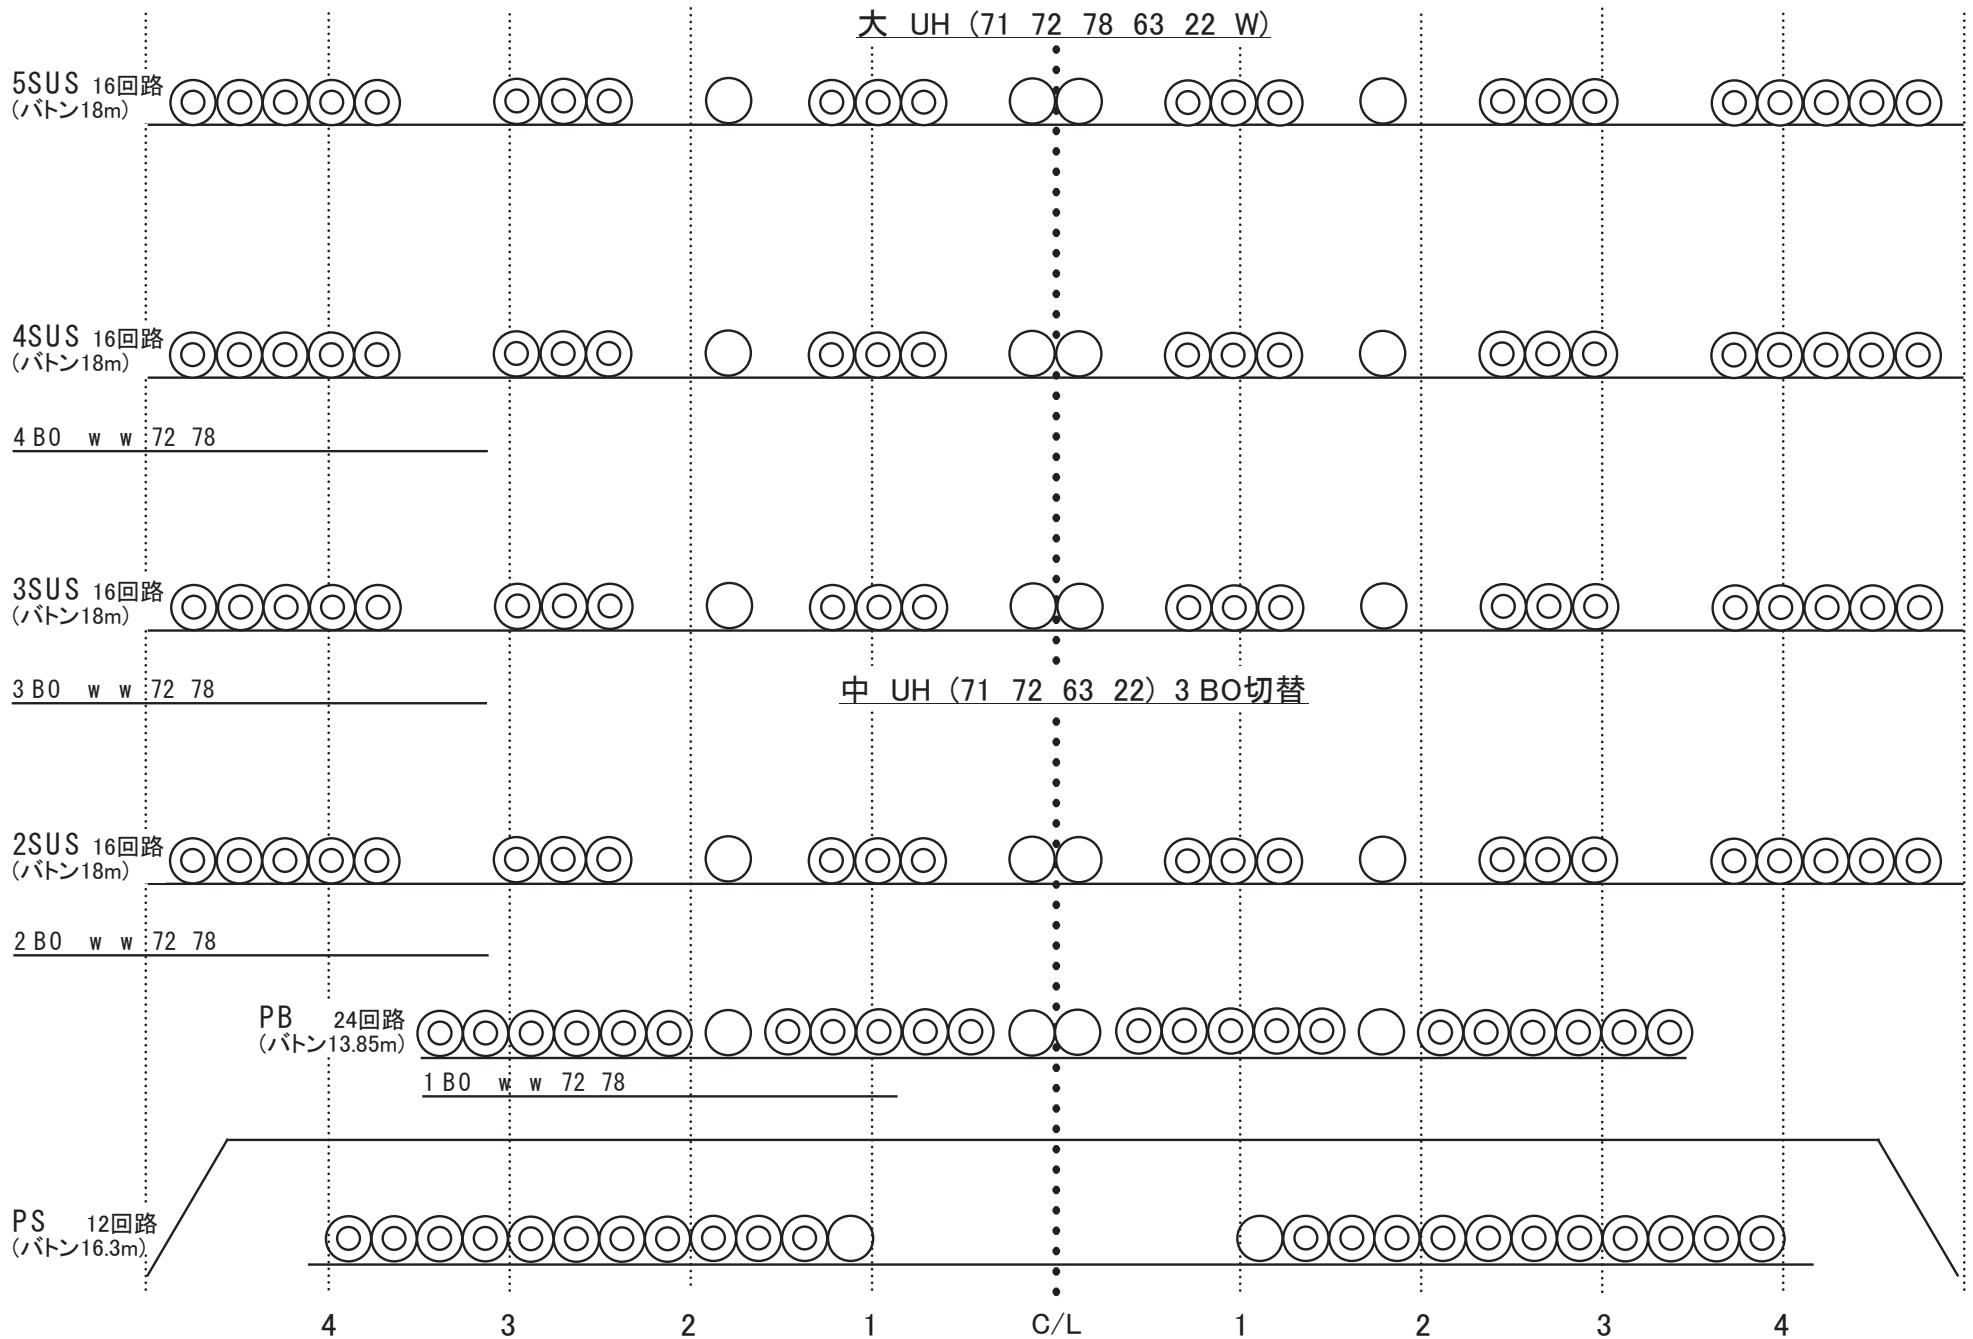 大 UH (71 72 78 63 22 W)
5SUS 16回路
(バトン18m)
4SUS 16回路
(バトン18m)
4 BO w w 72 78
3SUS 16回路
(バトン18m)
3 BO w w 72 78
中 UH (71 72 63 22) 3 BO切替
2SUS 16回路
(バトン18m)
2 BO w w 72 78
PB 24回路
(バトン13.85m)
1 BO w w 72 78
PS 12回路
(バトン16.3m)
4 3 2 1 C/L 1 2 3 4